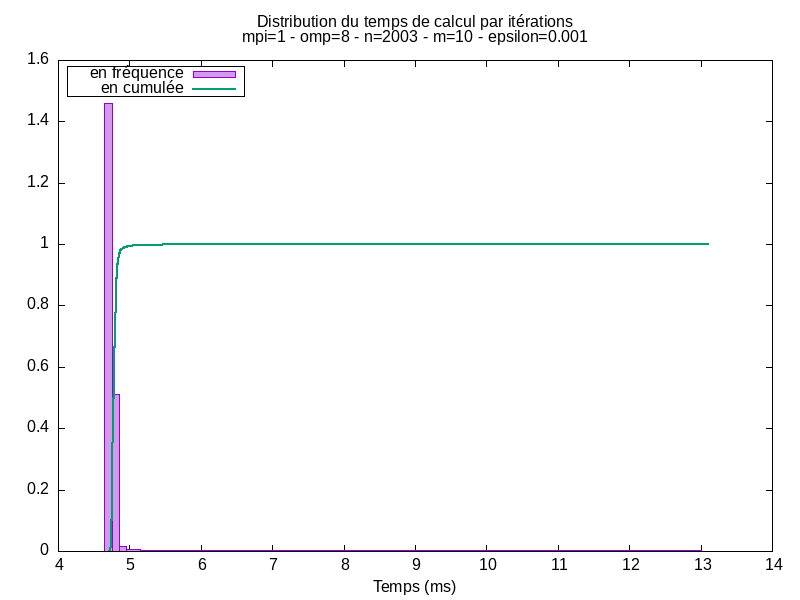 Distribution du temps de calcul par itérations
mpi=1 - omp=8 - n=2003 - m=10 - epsilon=0.001
en fréquence
en cumulée
1.6
1.4
1.2
1
0.8
0.6
0.4
0.2
0
4 5 6 7 8 9 10 11 12 13 14
Temps (ms)